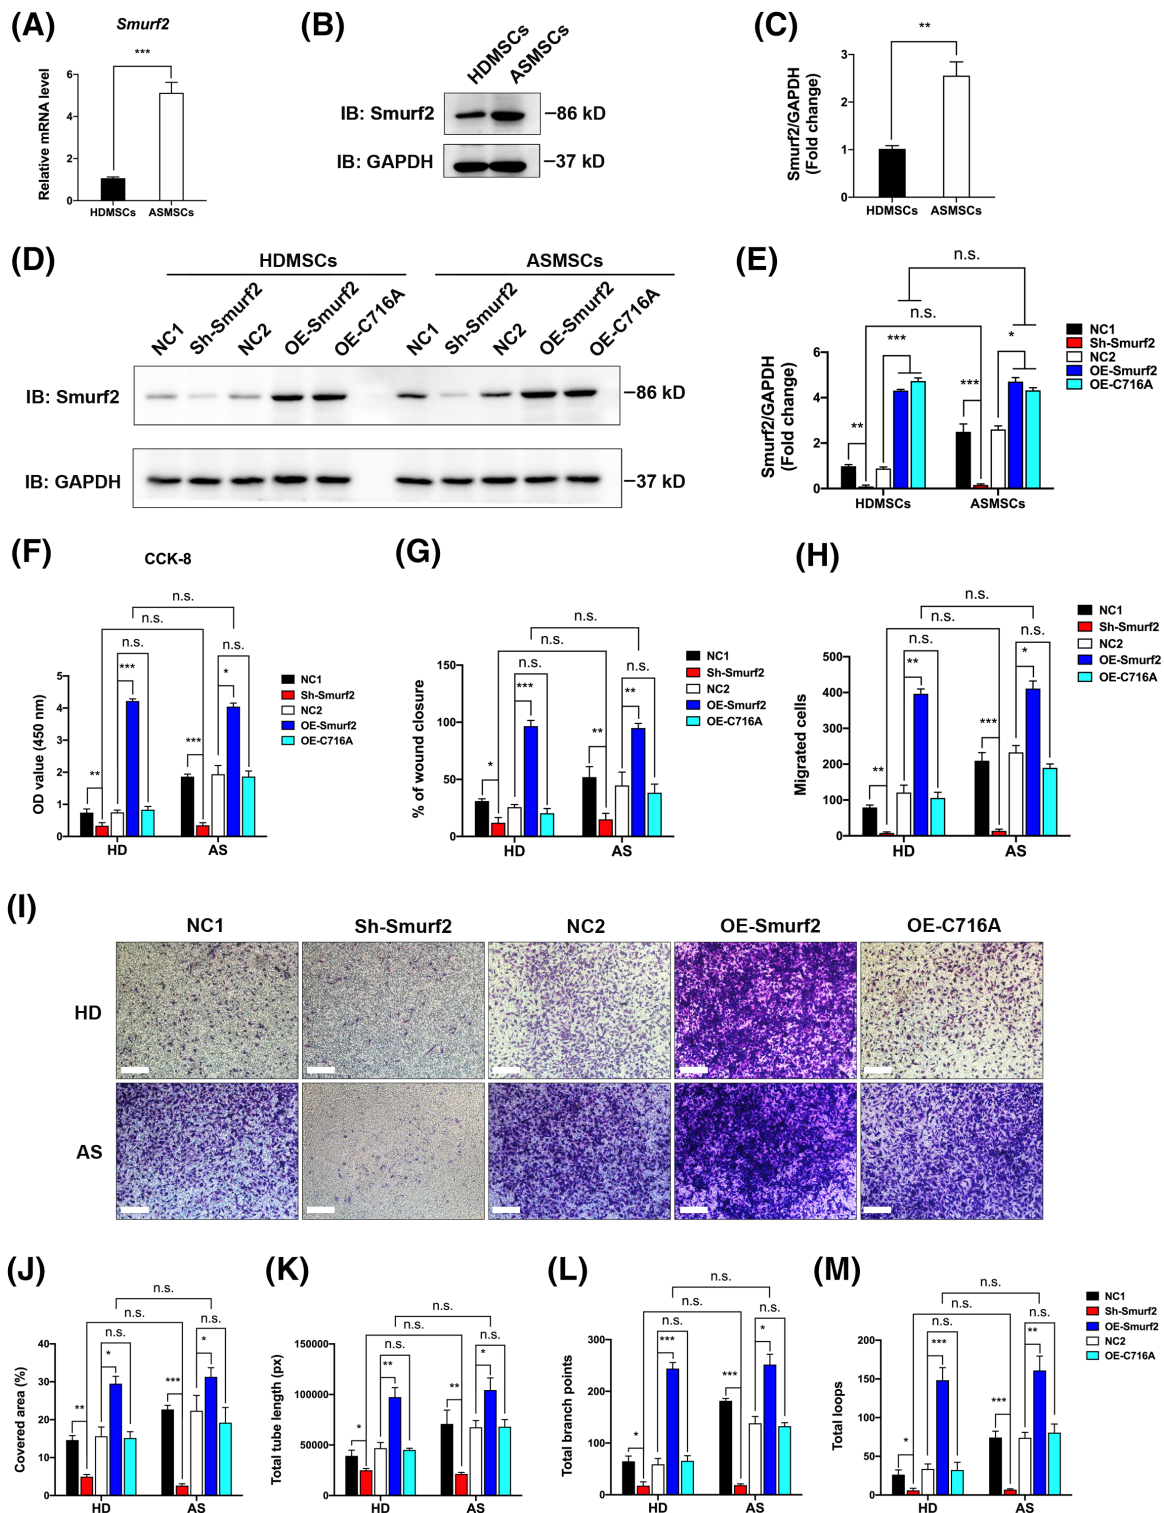 (A)
Smurf2
***
Relative mRNA level
6
4
2
0
HDMSCs
ASMSCs
(B)
HDMSCs
ASMSCs
IB: Smurf2
–86 kD
IB: GAPDH
–37 kD
(C)
**
Smurf2/GAPDH
(Fold change)
3
2
1
0
HDMSCs
ASMSCs
(D)
HDMSCs
ASMSCs
NC1
Sh-Smurf2
NC2
OE-Smurf2
OE-C716A
NC1
Sh-Smurf2
NC2
OE-Smurf2
OE-C716A
IB: Smurf2
–86 kD
IB: GAPDH
–37 kD
(E)
n.s.
n.s.
***
*
**
***
Smurf2/GAPDH
(Fold change)
6
4
2
0
HDMSCs
ASMSCs
NC1
Sh-Smurf2
NC2
OE-Smurf2
OE-C716A
(F)
CCK-8
n.s.
n.s.
n.s.
n.s.
***
*
**
***
OD value (450 nm)
5
4
3
2
1
0
HD
AS
NC1
Sh-Smurf2
NC2
OE-Smurf2
OE-C716A
(G)
n.s.
n.s.
n.s.
n.s.
***
**
*
**
% of wound closure
150
100
50
0
HD
AS
NC1
Sh-Smurf2
NC2
OE-Smurf2
OE-C716A
(H)
n.s.
n.s.
n.s.
n.s.
**
*
**
***
Migrated cells
500
400
300
200
100
0
HD
AS
NC1
Sh-Smurf2
NC2
OE-Smurf2
OE-C716A
(I)
NC1
Sh-Smurf2
NC2
OE-Smurf2
OE-C716A
HD
AS
(J)
n.s.
n.s.
n.s.
n.s.
*
*
**
***
Covered area (%)
40
30
20
10
0
HD
AS
(K)
n.s.
n.s.
n.s.
n.s.
**
*
*
**
Total tube length (px)
150000
100000
50000
0
HD
AS
(L)
n.s.
n.s.
n.s.
n.s.
***
*
*
***
Total branch points
300
200
100
0
HD
AS
(M)
n.s.
n.s.
n.s.
n.s.
***
**
*
***
Total loops
200
150
100
50
0
HD
AS
NC1
Sh-Smurf2
OE-Smurf2
NC2
OE-C716A